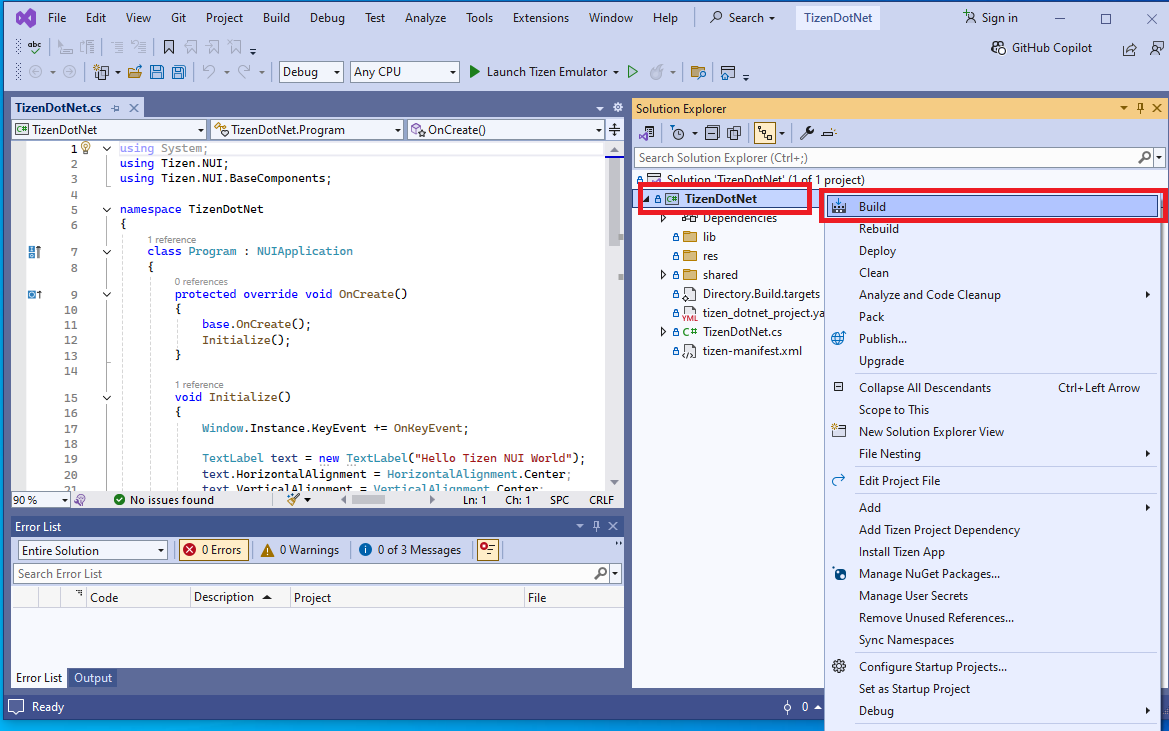 File Edit View Git Project Build Debug Test Analyze Tools Extensions Window Help Search TizenDotNet Sign in
abc
GitHub Copilot
Debug Any CPU Launch Tizen Emulator
TizenDotNet.cs
TizenDotNet TizenDotNet.Program OnCreate()
1 using System;
2 using Tizen.NUI;
3 using Tizen.NUI.BaseComponents;
4
5 namespace TizenDotNet
6 {
1 reference
7 class Program : NUIApplication
8 {
0 references
9 protected override void OnCreate()
10 {
11 base.OnCreate();
12 Initialize();
13 }
14
1 reference
15 void Initialize()
16 {
17 Window.Instance.KeyEvent += OnKeyEvent;
18
19 TextLabel text = new TextLabel("Hello Tizen NUI World");
20 text.HorizontalAlignment = HorizontalAlignment.Center;
21 text.VerticalAlignment = VerticalAlignment.Center;
90 % No issues found Ln: 1 Ch: 1 SPC CRLF
Error List
Entire Solution 0 Errors 0 Warnings 0 of 3 Messages
Search Error List
Code Description Project File
Error List Output
Ready 0
Solution Explorer
C#
Search Solution Explorer (Ctrl+;)
Solution 'TizenDotNet' (1 of 1 project)
C# TizenDotNet
Dependencies
lib
res
shared
Directory.Build.targets
YML tizen_dotnet_project.ya
C# TizenDotNet.cs
tizen-manifest.xml
Build
Rebuild
Deploy
Clean
Analyze and Code Cleanup
Pack
Publish...
Upgrade
Collapse All Descendants Ctrl+Left Arrow
Scope to This
New Solution Explorer View
File Nesting
Edit Project File
Add
Add Tizen Project Dependency
Install Tizen App
Manage NuGet Packages...
Manage User Secrets
Remove Unused References...
Sync Namespaces
Configure Startup Projects...
Set as Startup Project
Debug